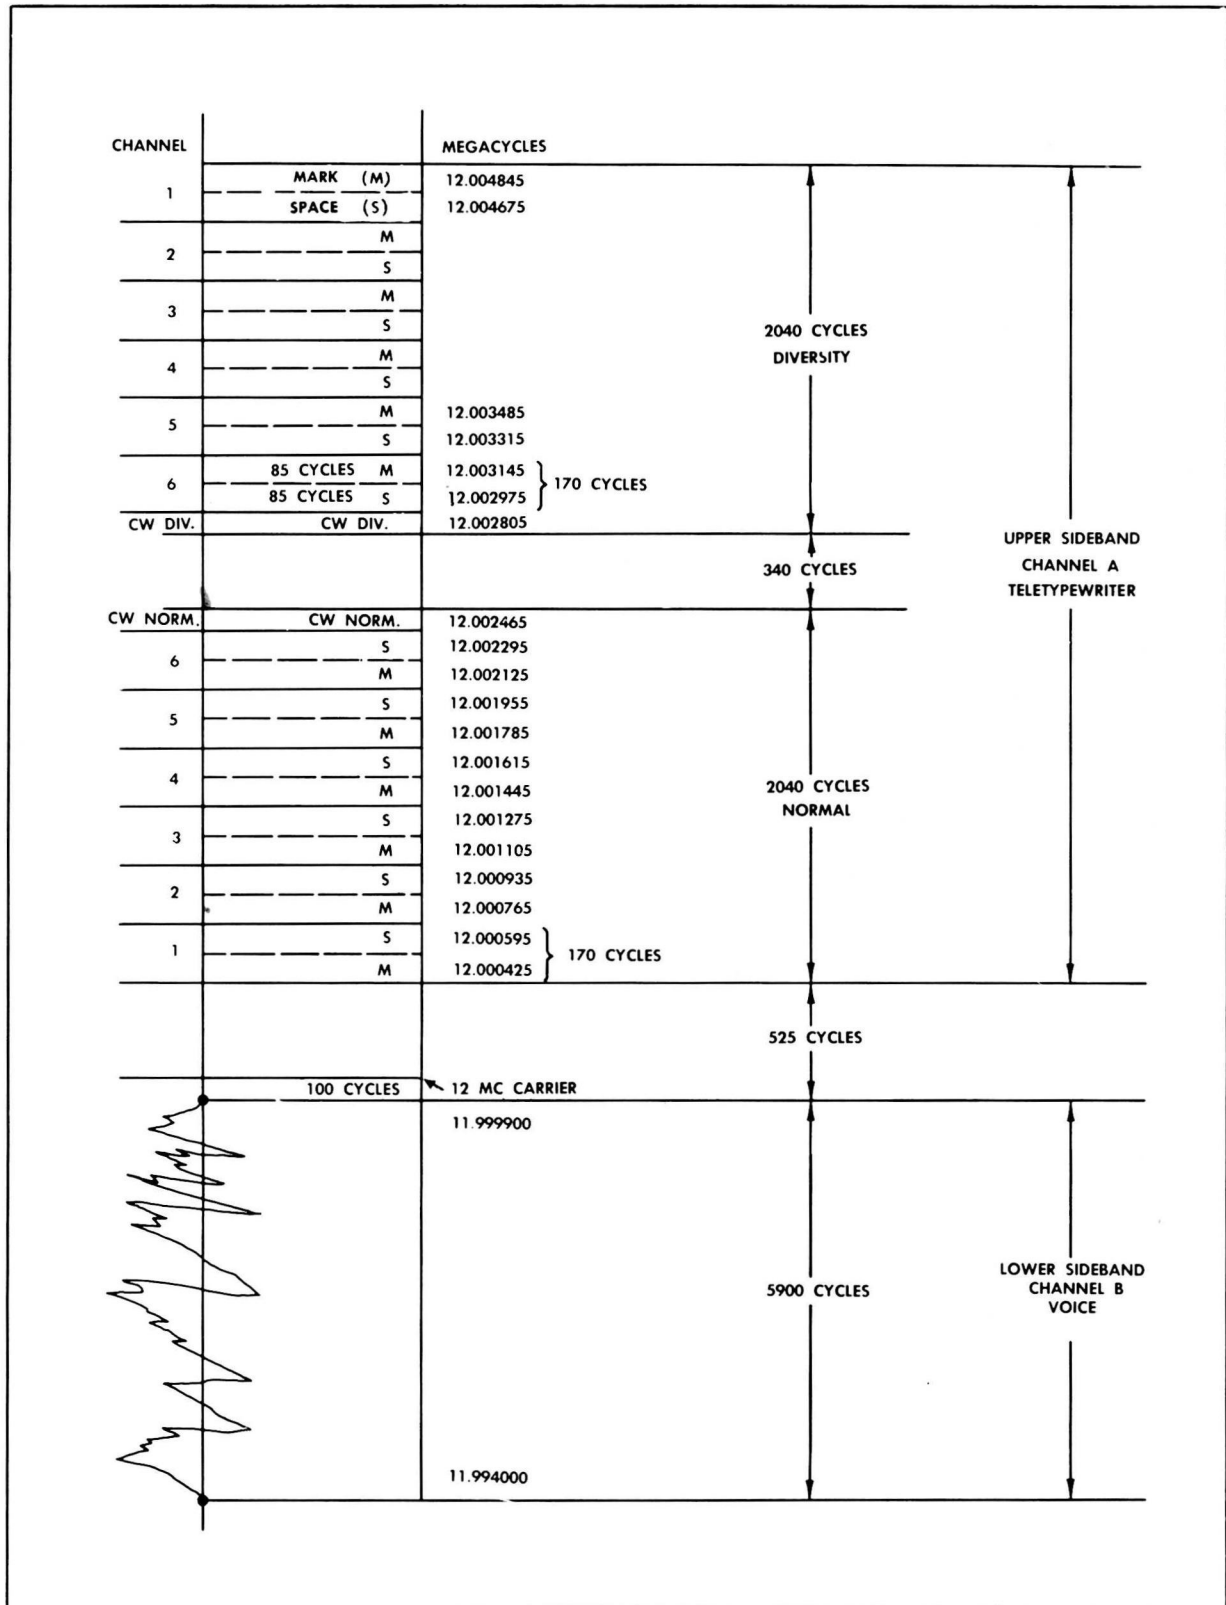 CHANNEL MEGACYCLES
1 MARK (M) 12.004845
SPACE (S) 12.004675
2 M
S
3 M
S
4 M
S
5 M 12.003485
S 12.003315
6 85 CYCLES M 12.003145
85 CYCLES S 12.002975
170 CYCLES
CW DIV. CW DIV. 12.002805
2040 CYCLES
DIVERSITY
340 CYCLES
UPPER SIDEBAND
CHANNEL A
TELETYPEWRITER
CW NORM. CW NORM. 12.002465
6 S 12.002295
M 12.002125
5 S 12.001955
M 12.001785
4 S 12.001615
M 12.001445
3 S 12.001275
M 12.001105
2 S 12.000935
M 12.000765
1 S 12.000595
M 12.000425
170 CYCLES
2040 CYCLES
NORMAL
525 CYCLES
100 CYCLES 12 MC CARRIER
11.999900
5900 CYCLES
LOWER SIDEBAND
CHANNEL B
VOICE
11.994000